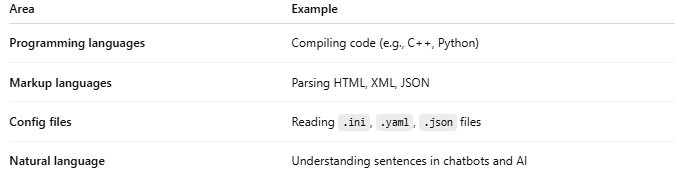 Area Example
Programming languages Compiling code (e.g., C++, Python)
Markup languages Parsing HTML, XML, JSON
Config files Reading .ini, .yaml, .json files
Natural language Understanding sentences in chatbots and AI